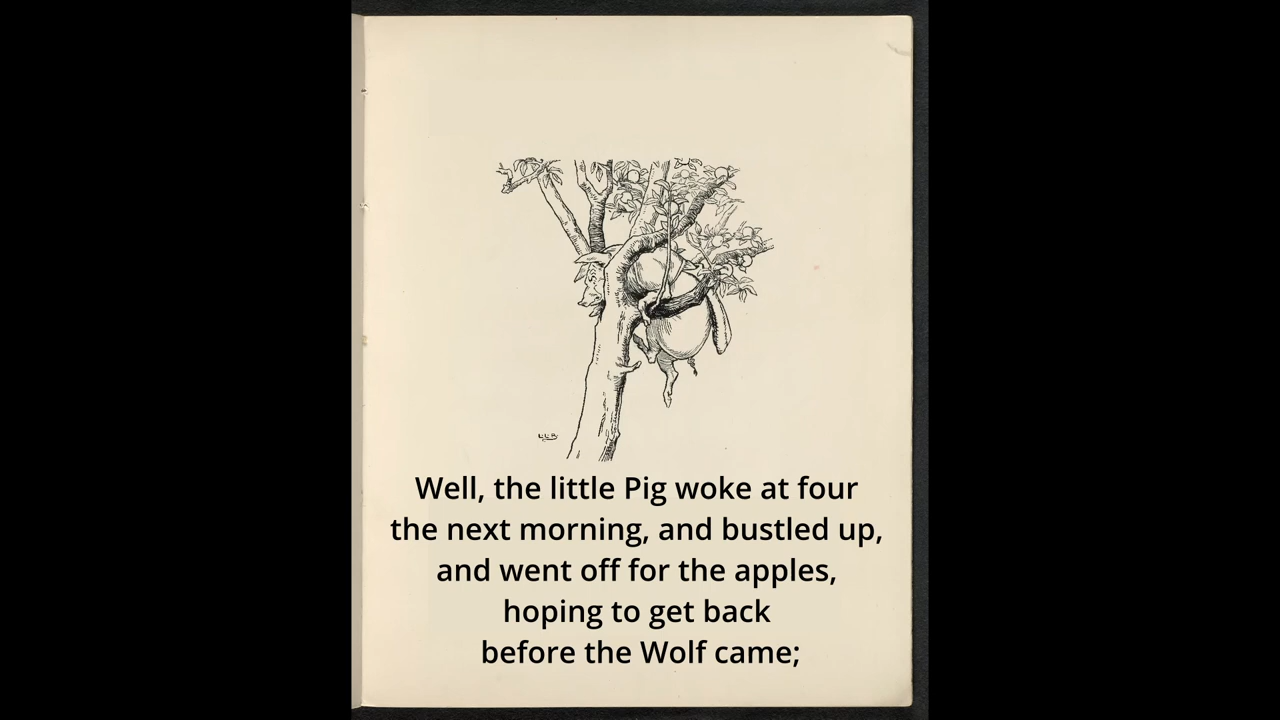 L.L.B.
Well, the little Pig woke at four
the next morning, and bustled up,
and went off for the apples,
hoping to get back
before the Wolf came;